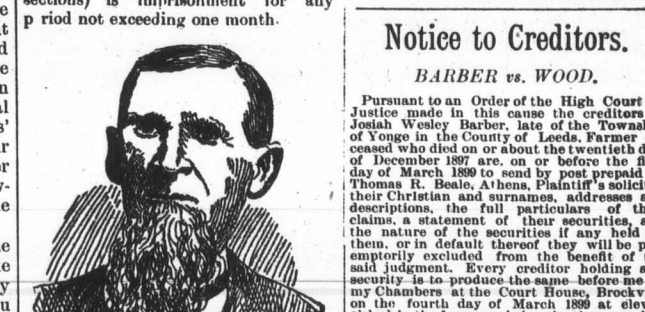 e
sections) is imprisonment for any
t
p riod not exceeding one month.
d
e
n
al
s'
r
or
y-
le
e
e
y
u
Notice to Creditors.
BARBER vs. WOOD.
Pursuant to an Order of the High Court
Justice made in this cause the creditors
Josiah Wesley Barber, late of the Townsh
of Yonge in the County of Leeds, Farmer
ceased who died on or about the twentieth d
of December 1897 are, on or before the fi
day of March 1899 to send by post prepaid
Thomas R. Beale, Athens, Plaintiff's solicit
their Christian and surnames, addresses a
descriptions, the full particulars of th
claims, a statement of their securities, a
the nature of the securities if any held
them, or in default thereof they will be p
emptorily excluded from the benefit of
said judgment. Every creditor holding a
security is to produce the same before me
my Chambers at the Court House, Brockv
on the fourth day of March 1899 at elev